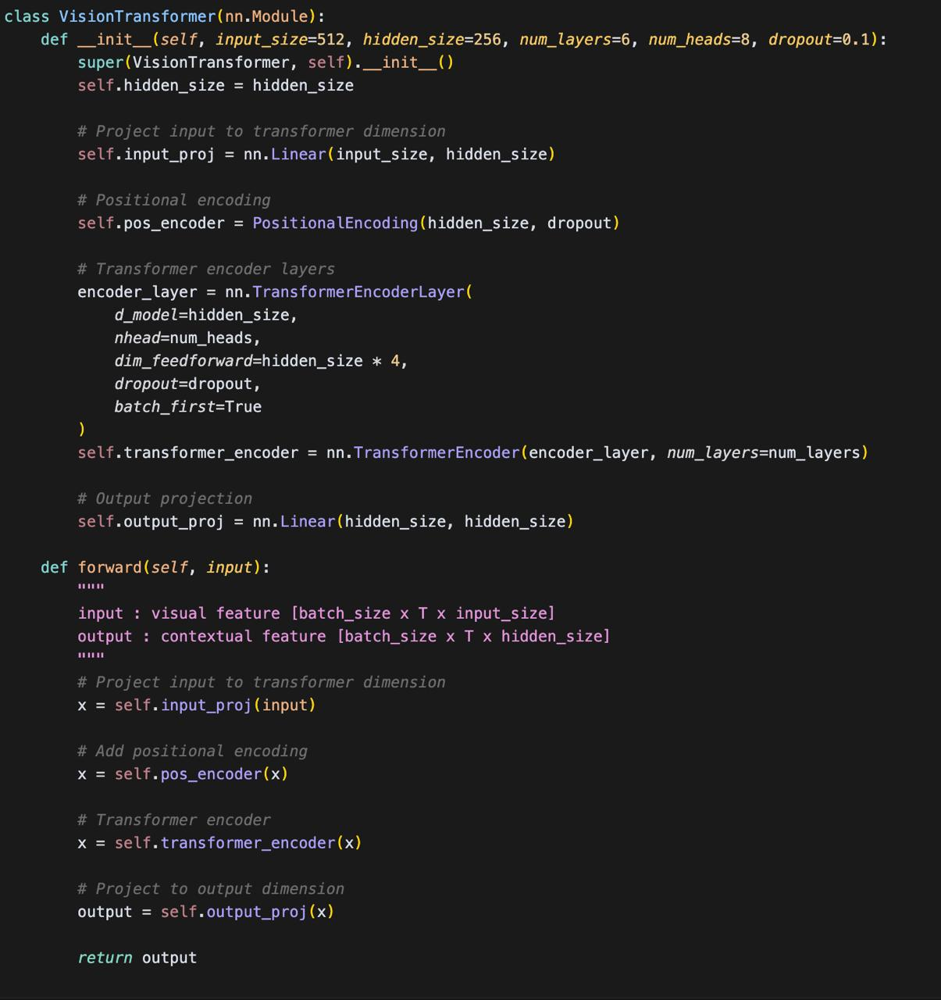 class VisionTransformer(nn.Module):
    def __init__(self, input_size=512, hidden_size=256, num_layers=6, num_heads=8, dropout=0.1):
        super(VisionTransformer, self).__init__()
        self.hidden_size = hidden_size

        # Project input to transformer dimension
        self.input_proj = nn.Linear(input_size, hidden_size)

        # Positional encoding
        self.pos_encoder = PositionalEncoding(hidden_size, dropout)

        # Transformer encoder layers
        encoder_layer = nn.TransformerEncoderLayer(
            d_model=hidden_size,
            nhead=num_heads,
            dim_feedforward=hidden_size * 4,
            dropout=dropout,
            batch_first=True
        )
        self.transformer_encoder = nn.TransformerEncoder(encoder_layer, num_layers=num_layers)

        # Output projection
        self.output_proj = nn.Linear(hidden_size, hidden_size)

    def forward(self, input):
        """
        input : visual feature [batch_size x T x input_size]
        output : contextual feature [batch_size x T x hidden_size]
        """
        # Project input to transformer dimension
        x = self.input_proj(input)

        # Add positional encoding
        x = self.pos_encoder(x)

        # Transformer encoder
        x = self.transformer_encoder(x)

        # Project to output dimension
        output = self.output_proj(x)

        return output